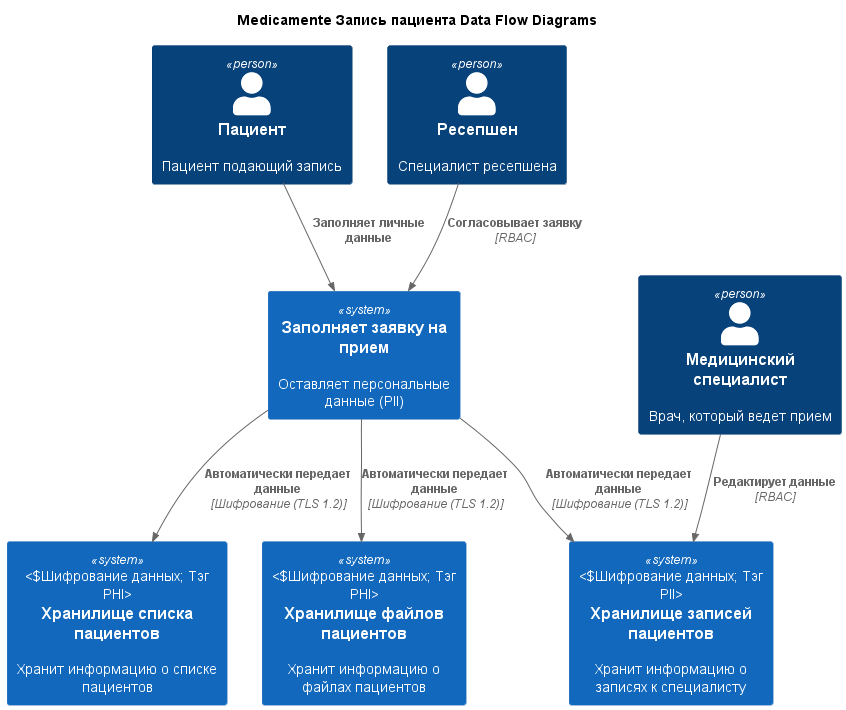 Medicamente Запись пациента Data Flow Diagrams
«person»
Пациент
Пациент подающий запись
«person»
Ресепшен
Специалист ресепшена
Заполняет личные
данные
Согласовывает заявку
[RBAC]
«system»
Заполняет заявку на
прием
Оставляет персональные
данные (PII)
«person»
Медицинский
специалист
Врач, который ведет прием
Автоматически передает
данные
[Шифрование (TLS 1.2)]
Автоматически передает
данные
[Шифрование (TLS 1.2)]
Автоматически передает
данные
[Шифрование (TLS 1.2)]
Редактирует данные
[RBAC]
«system»
<$Шифрование данных; Тэг
PHI>
Хранилище списка
пациентов
Хранит информацию о списке
пациентов
«system»
<$Шифрование данных; Тэг
PHI>
Хранилище файлов
пациентов
Хранит информацию о
файлах пациентов
«system»
<$Шифрование данных; Тэг
PII>
Хранилище записей
пациентов
Хранит информацию о
записях к специалисту